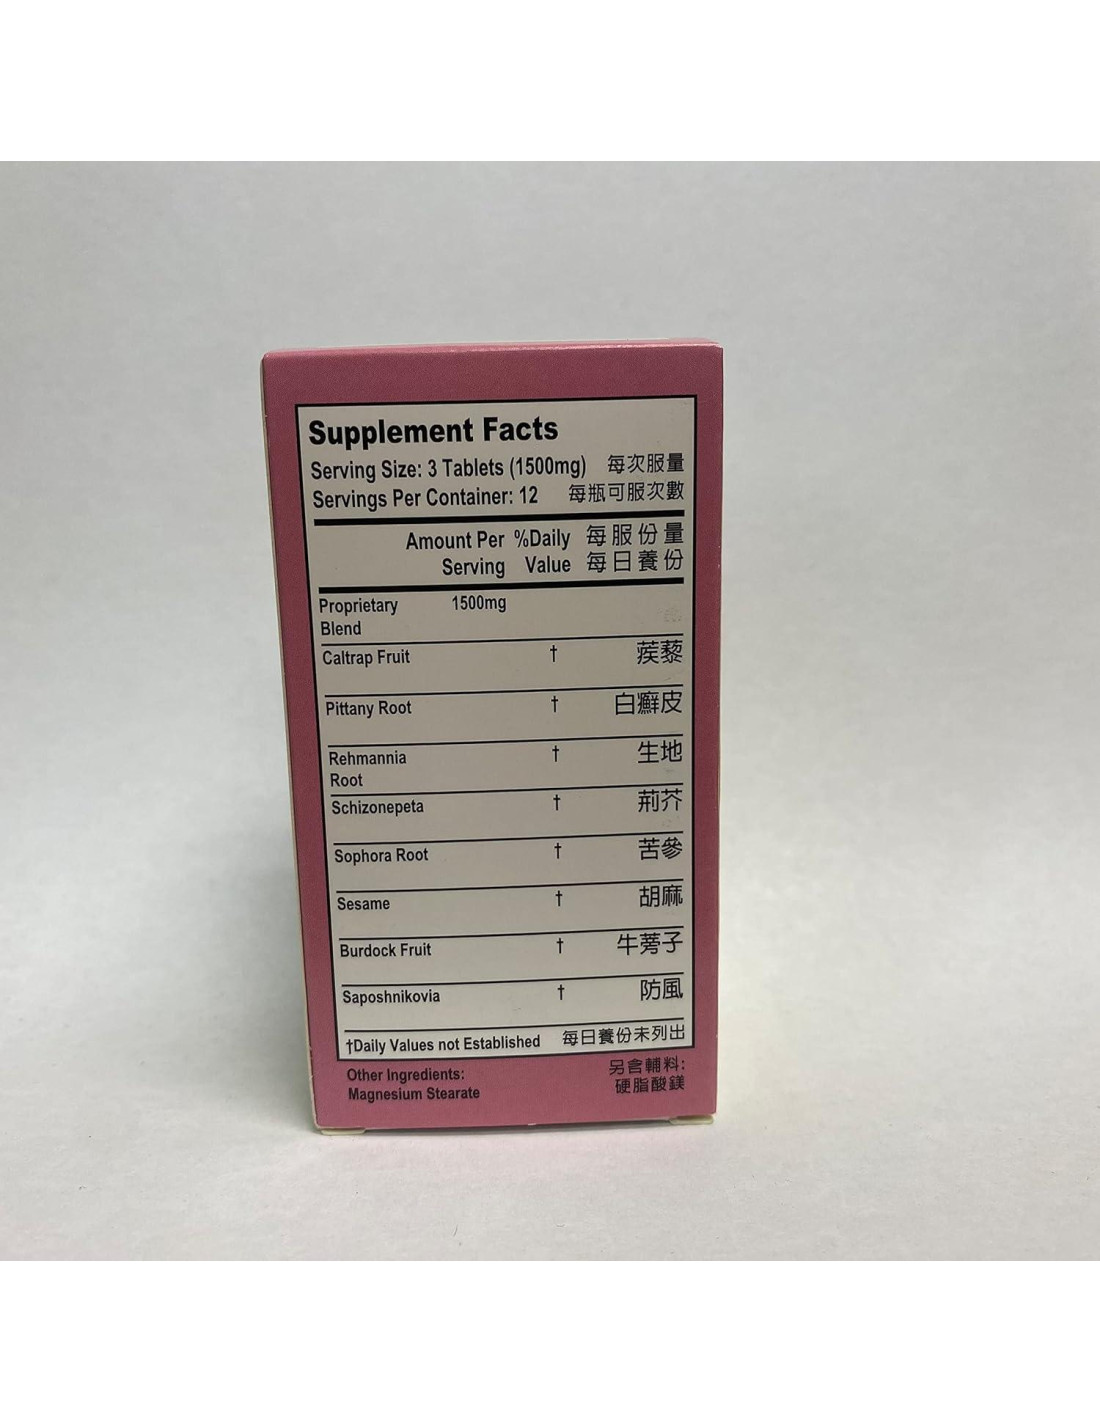 Supplement Facts
Serving Size: 3 Tablets (1500mg) 每次服量
Servings Per Container: 12 每瓶可服次數
Amount Per %Daily 每服份量
Serving Value 每日養份
Proprietary 1500mg
Blend
Caltrap Fruit † 蒺藜
Pittany Root † 白癬皮
Rehmannia † 生地
Root
Schizonepeta † 荊芥
Sophora Root † 苦參
Sesame † 胡麻
Burdock Fruit † 牛蒡子
Saposhnikovia † 防風
†Daily Values not Established 每日養份未列出
Other Ingredients: 另含輔料:
Magnesium Stearate 硬脂酸鎂